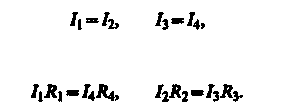 I₁=I₂, I₃=I₄,
I₁R₁=I₄R₄, I₂R₂=I₃R₃.